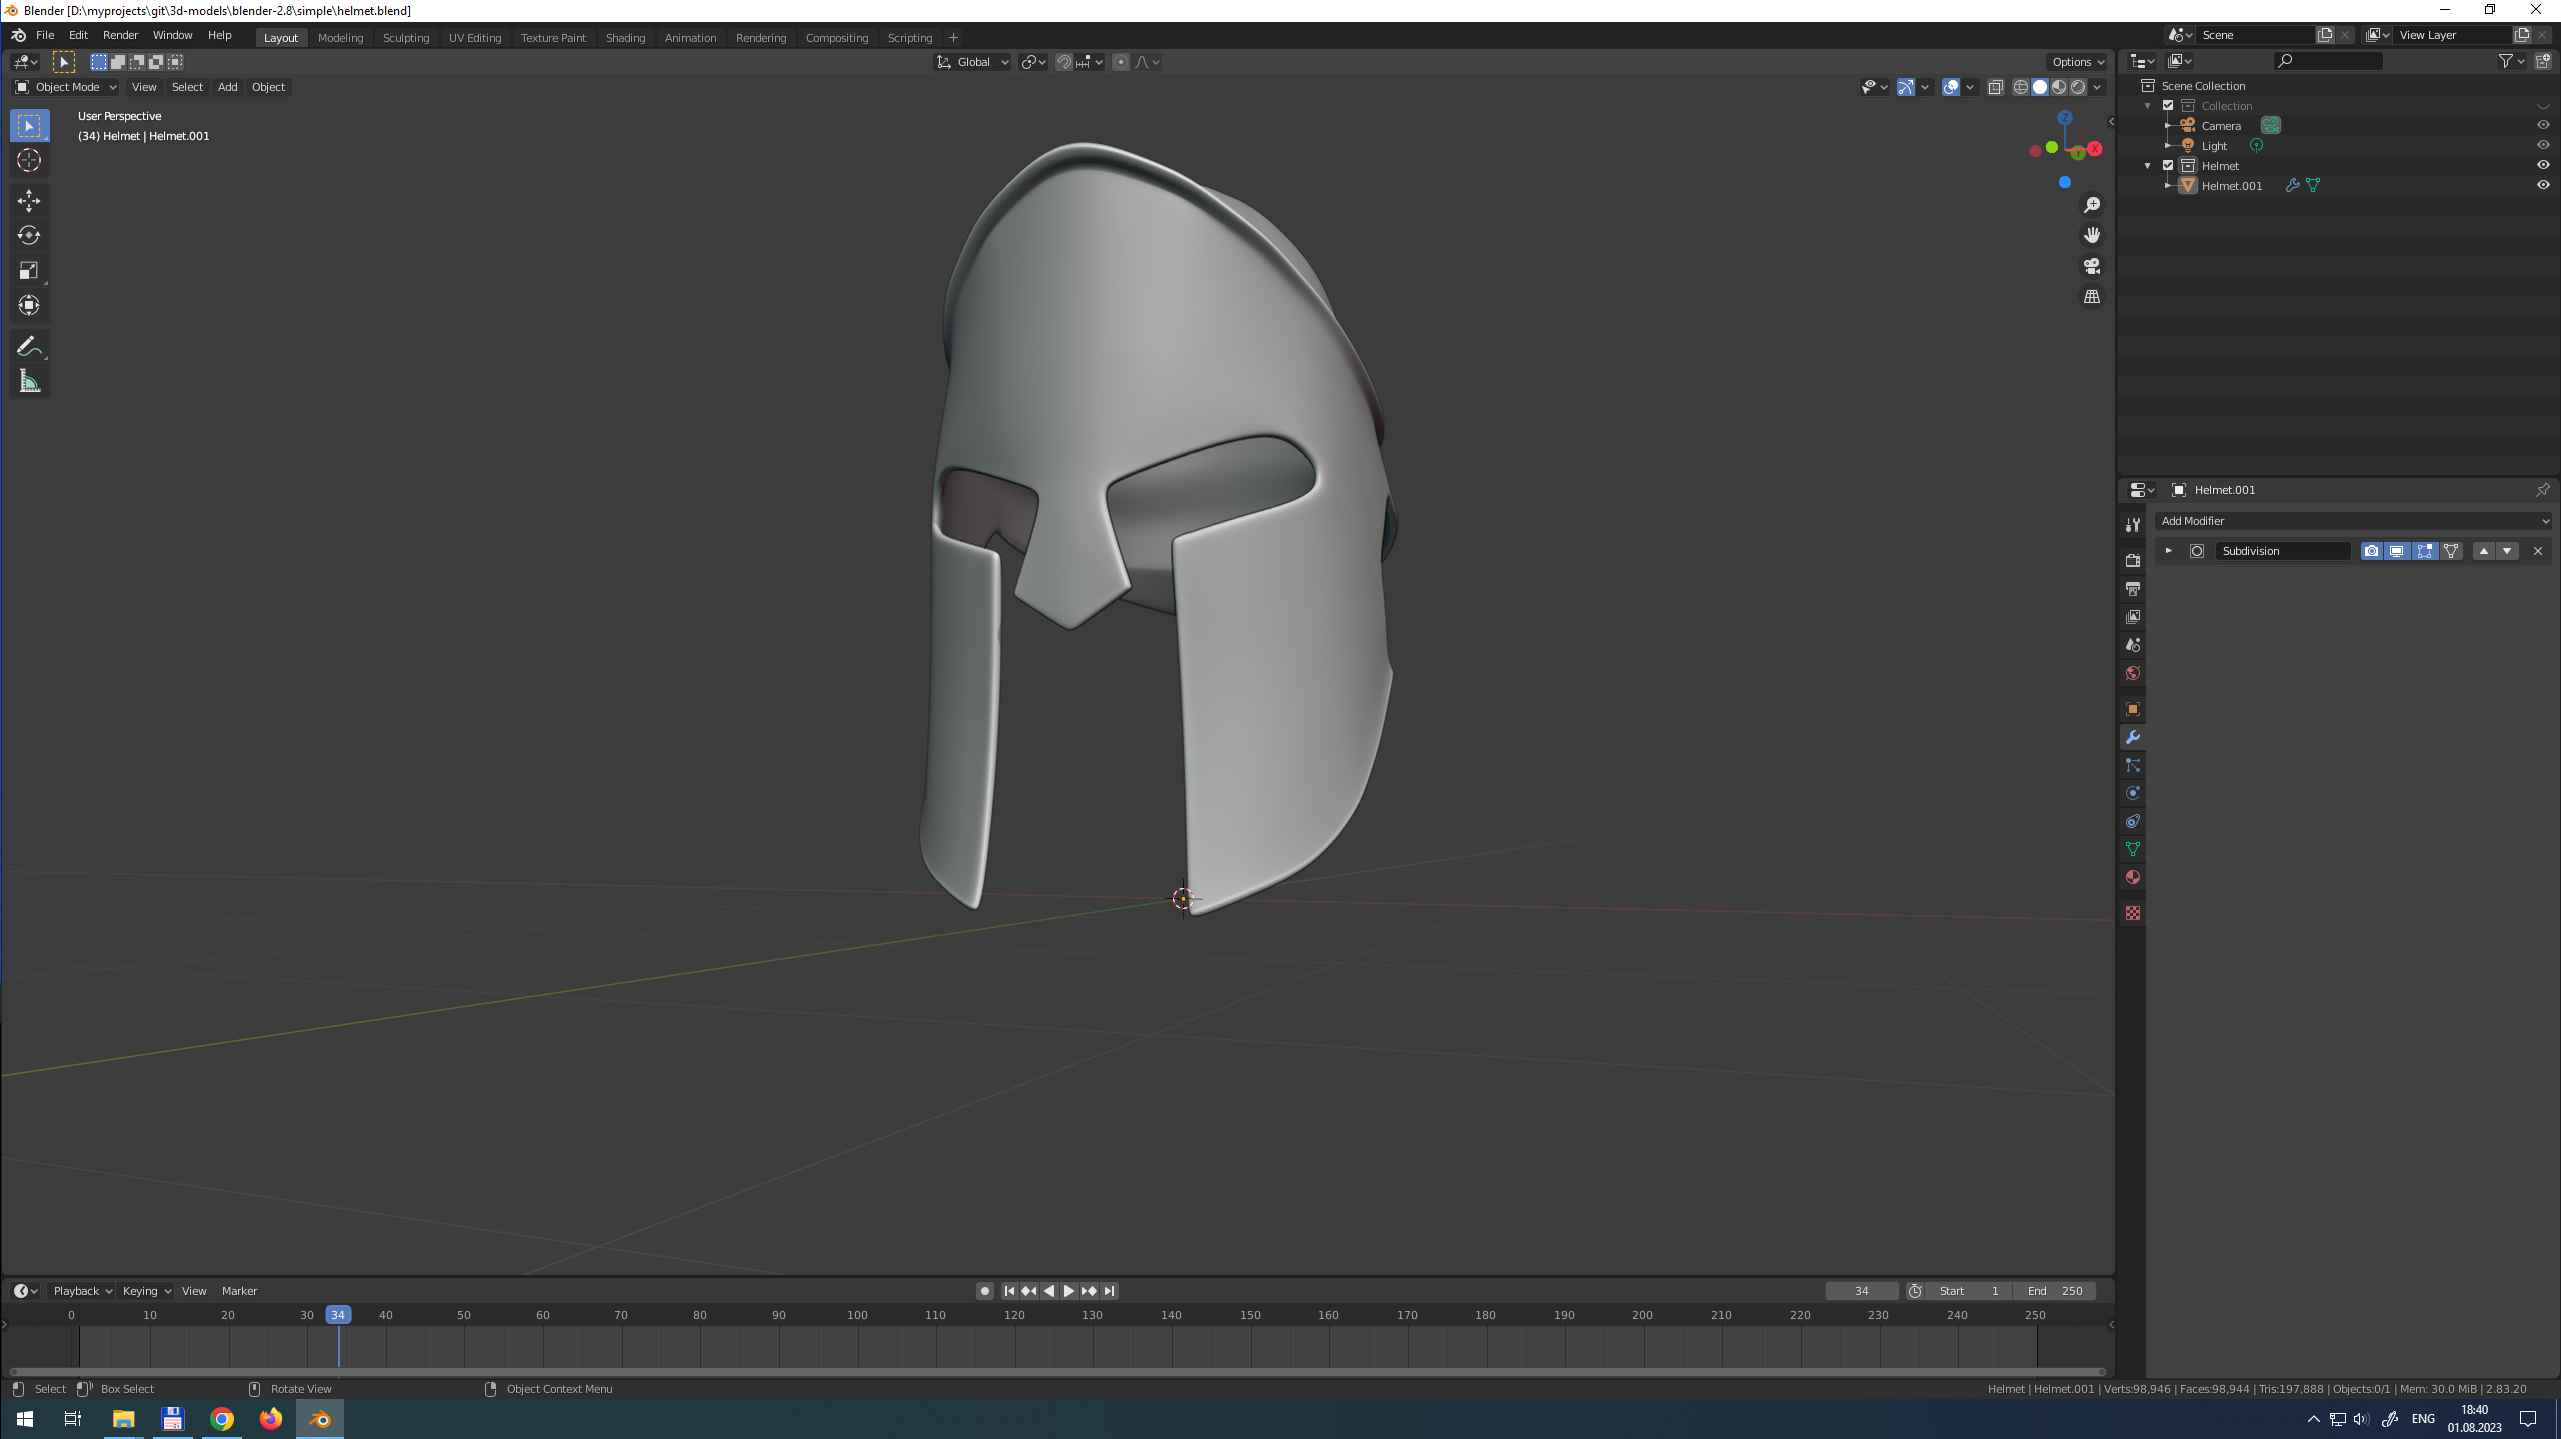 Blender [D:\myprojects\git\3d-models\blender-2.8\simple\helmet.blend]
File Edit Render Window Help Layout Modeling Sculpting UV Editing Texture Paint Shading Animation Rendering Compositing Scripting + Scene View Layer
Global Options
Object Mode View Select Add Object
Scene Collection
Collection
User Perspective
Camera
(34) Helmet | Helmet.001
Z
Light
X
Y
Helmet
Helmet.001
Helmet.001
Add Modifier
Subdivision
Playback Keying View Marker 34 Start 1 End 250
0 10 20 30 34 40 50 60 70 80 90 100 110 120 130 140 150 160 170 180 190 200 210 220 230 240 250
Select Box Select Rotate View Object Context Menu Helmet | Helmet.001 | Verts:98,946 | Faces:98,944 | Tris:197,888 | Objects:0/1 | Mem: 30.0 MiB | 2.83.20
ENG 18:40
01.08.2023